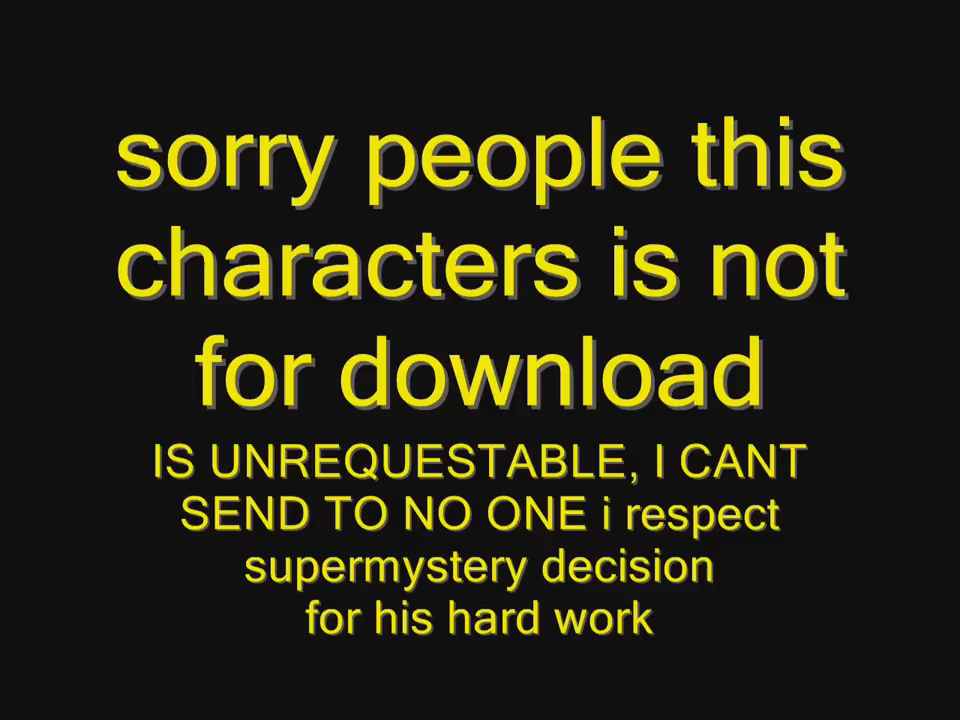 sorry people this
characters is not
for download
IS UNREQUESTABLE, I CANT
SEND TO NO ONE i respect
supermystery decision
for his hard work